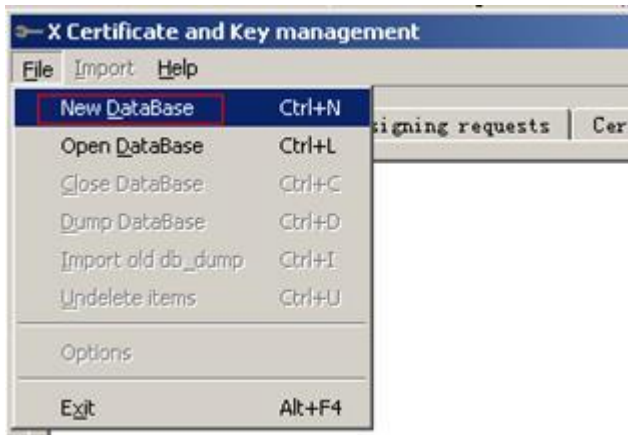 X Certificate and Key management
File Import Help
New DataBase Ctrl+N
Open DataBase Ctrl+L
Close DataBase Ctrl+C
Dump DataBase Ctrl+D
Import old db_dump Ctrl+I
Undelete items Ctrl+U
Options
Exit Alt+F4
signing requests Cer